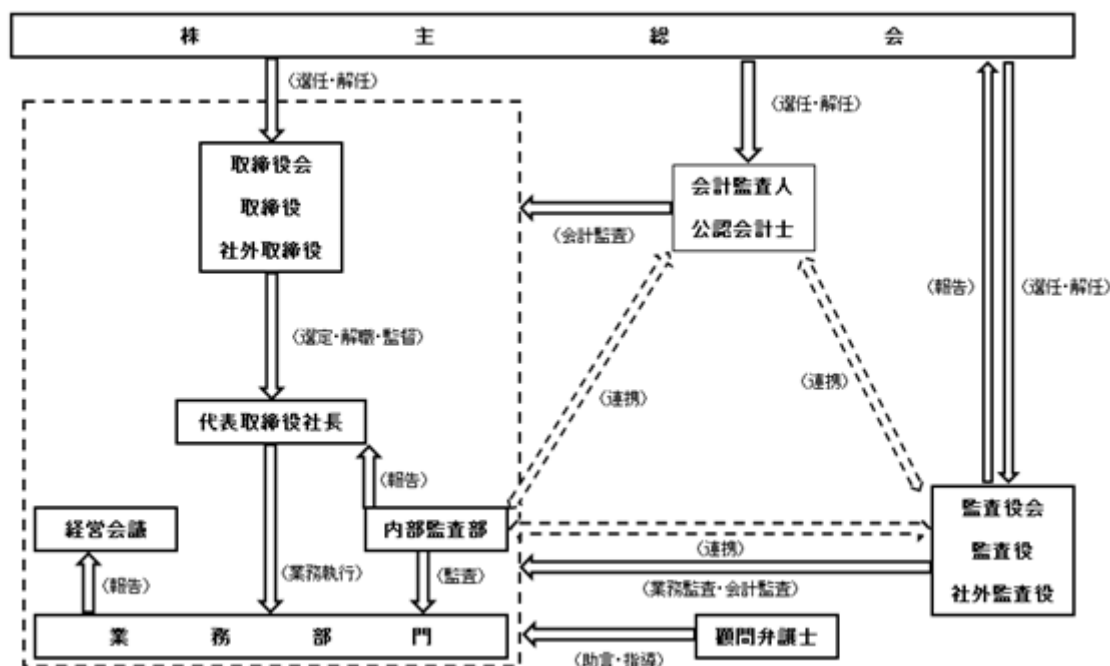 株主総会
〈選任・解任〉
〈選任・解任〉
取締役会
取締役
社外取締役
会計監査人
公認会計士
〈会計監査〉
〈報告〉
〈選任・解任〉
〈選定・解職・監督〉
〈連携〉
〈連携〉
代表取締役社長
〈報告〉
経営会議
内部監査部
監査役会
監査役
社外監査役
〈連携〉
〈報告〉
〈業務執行〉
〈監査〉
〈業務監査・会計監査〉
業務部門
顧問弁護士
〈助言・指導〉